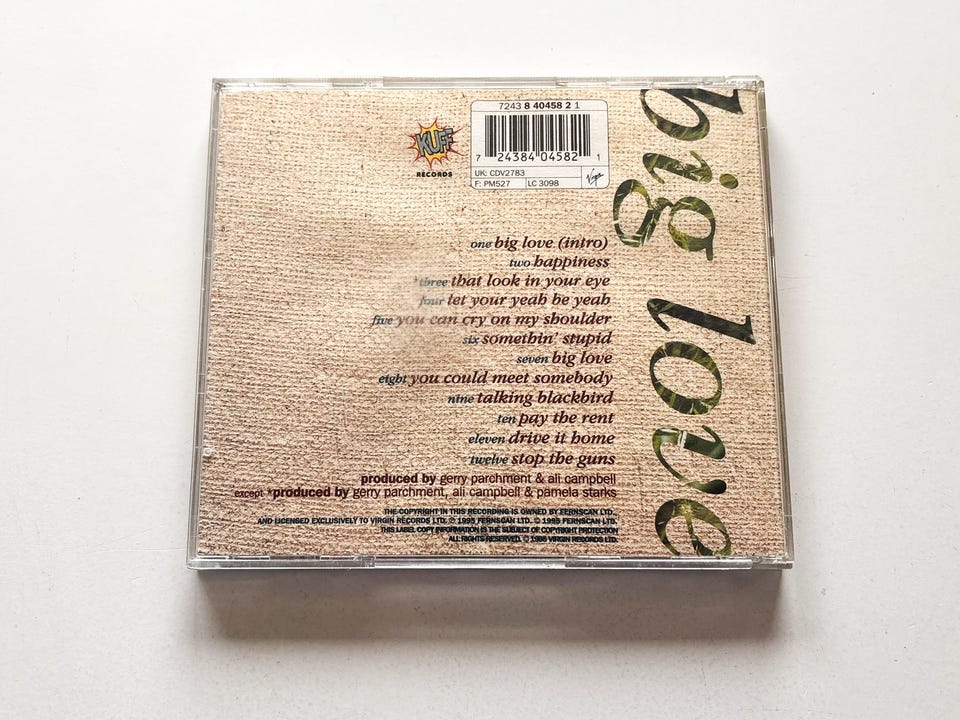 7243 8 40458 2 1
7 24384 04582 1
UK: CDV2783
F: PM527 LC 3098
Virgin
KUFF
RECORDS
big love
one big love (intro)
two happiness
*three that look in your eye
four let your yeah be yeah
five you can cry on my shoulder
six somethin' stupid
seven big love
eight you could meet somebody
nine talking blackbird
ten pay the rent
eleven drive it home
twelve stop the guns
produced by gerry parchment & ali campbell
except *produced by gerry parchment, ali campbell & pamela starks
THE COPYRIGHT IN THIS RECORDING IS OWNED BY FERNSCAN LTD.
AND LICENSED EXCLUSIVELY TO VIRGIN RECORDS LTD. ℗ 1995 FERNSCAN LTD. © 1995 FERNSCAN LTD.
THIS LABEL COPY INFORMATION IS THE SUBJECT OF COPYRIGHT PROTECTION
ALL RIGHTS RESERVED. © 1995 VIRGIN RECORDS LTD.